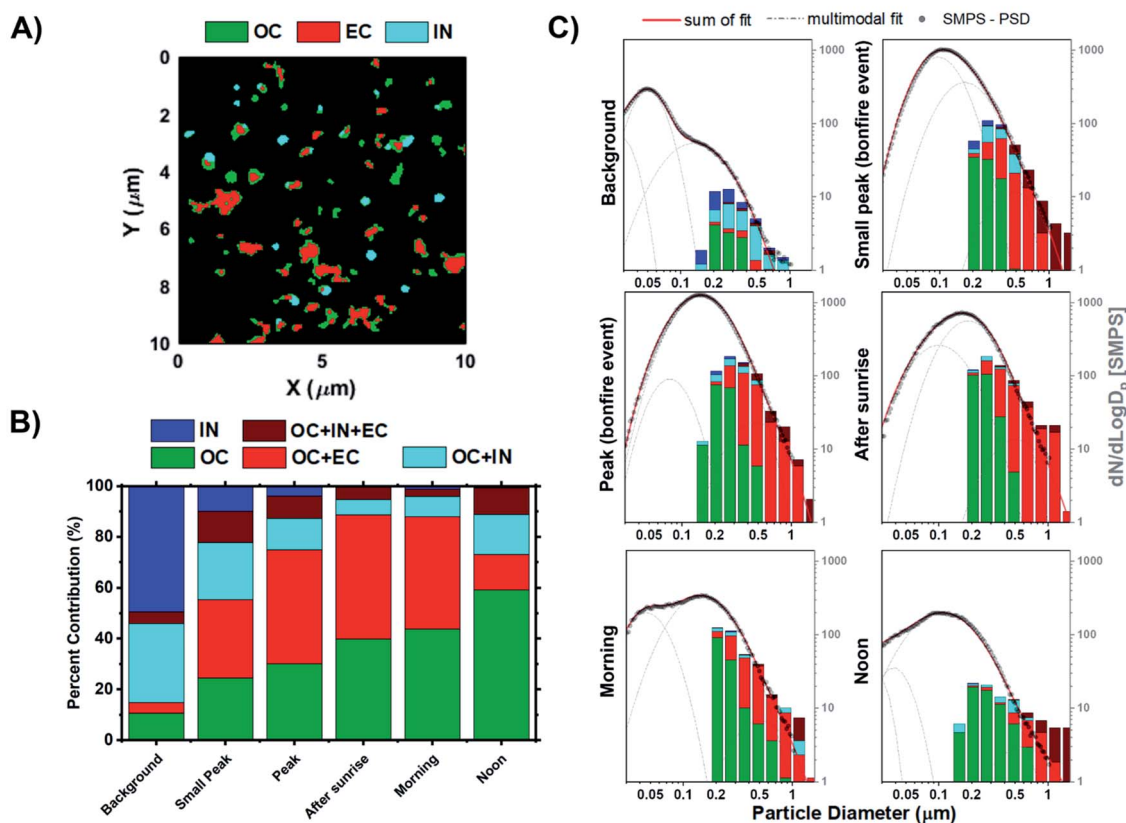 A)
OC EC IN
0
2
4
6
8
10
Y (μm)
0 5 10
X (μm)
B)
IN OC+IN+EC
OC OC+EC OC+IN
100
80
60
40
20
0
Percent Contribution (%)
Background Small Peak Peak After sunrise Morning Noon
C)
sum of fit multimodal fit SMPS - PSD
Background
1000
100
10
1
0.05 0.1 0.2 0.5 1
Small peak (bonfire event)
1000
100
10
1
0.05 0.1 0.2 0.5 1
Peak (bonfire event)
1000
100
10
1
0.05 0.1 0.2 0.5 1
After sunrise
1000
100
10
1
0.05 0.1 0.2 0.5 1
Morning
1000
100
10
1
0.05 0.1 0.2 0.5 1
Noon
1000
100
10
1
0.05 0.1 0.2 0.5 1
dN/dLogDp [SMPS]
Particle Diameter (μm)